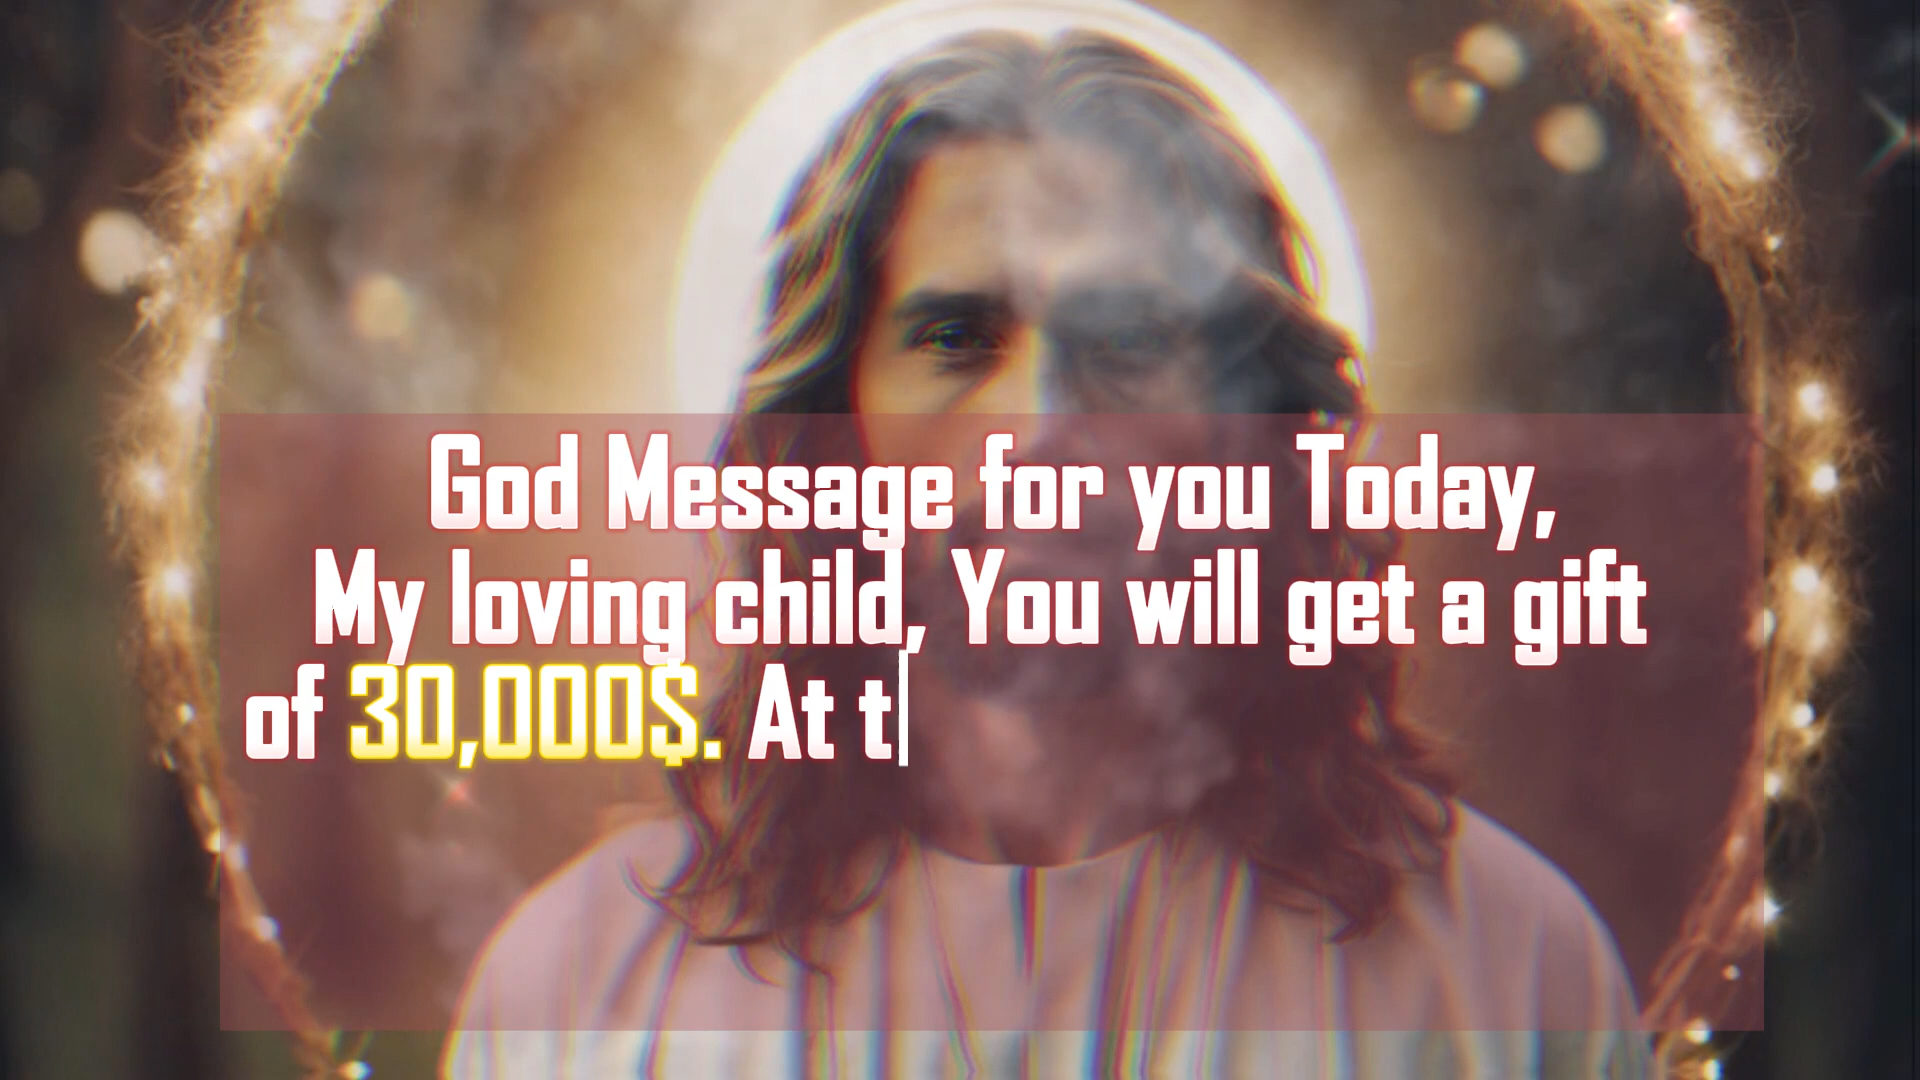 God Message for you Today,
My loving child, You will get a gift
of 30,000$. At t